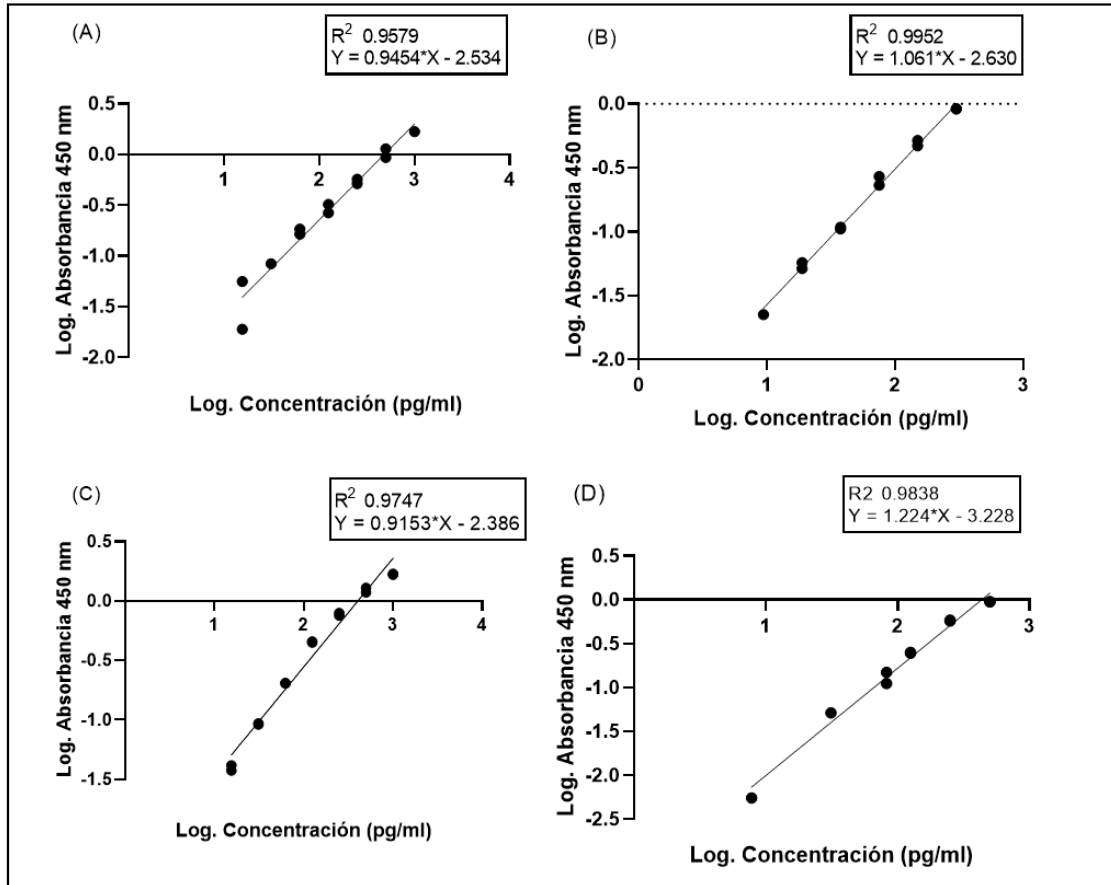 (A)
R² 0.9579
Y = 0.9454*X - 2.534
0.5
0.0
-0.5
-1.0
-1.5
-2.0
1 2 3 4
Log. Absorbancia 450 nm
Log. Concentración (pg/ml)
(B)
R² 0.9952
Y = 1.061*X - 2.630
0.0
-0.5
-1.0
-1.5
-2.0
0 1 2 3
Log. Absorbancia 450 nm
Log. Concentración (pg/ml)
(C)
R² 0.9747
Y = 0.9153*X - 2.386
0.5
0.0
-0.5
-1.0
-1.5
1 2 3 4
Log. Absorbancia 450 nm
Log. Concentración (pg/ml)
(D)
R2 0.9838
Y = 1.224*X - 3.228
0.5
0.0
-0.5
-1.0
-1.5
-2.0
-2.5
1 2 3
Log. Absorbancia 450 nm
Log. Concentración (pg/ml)